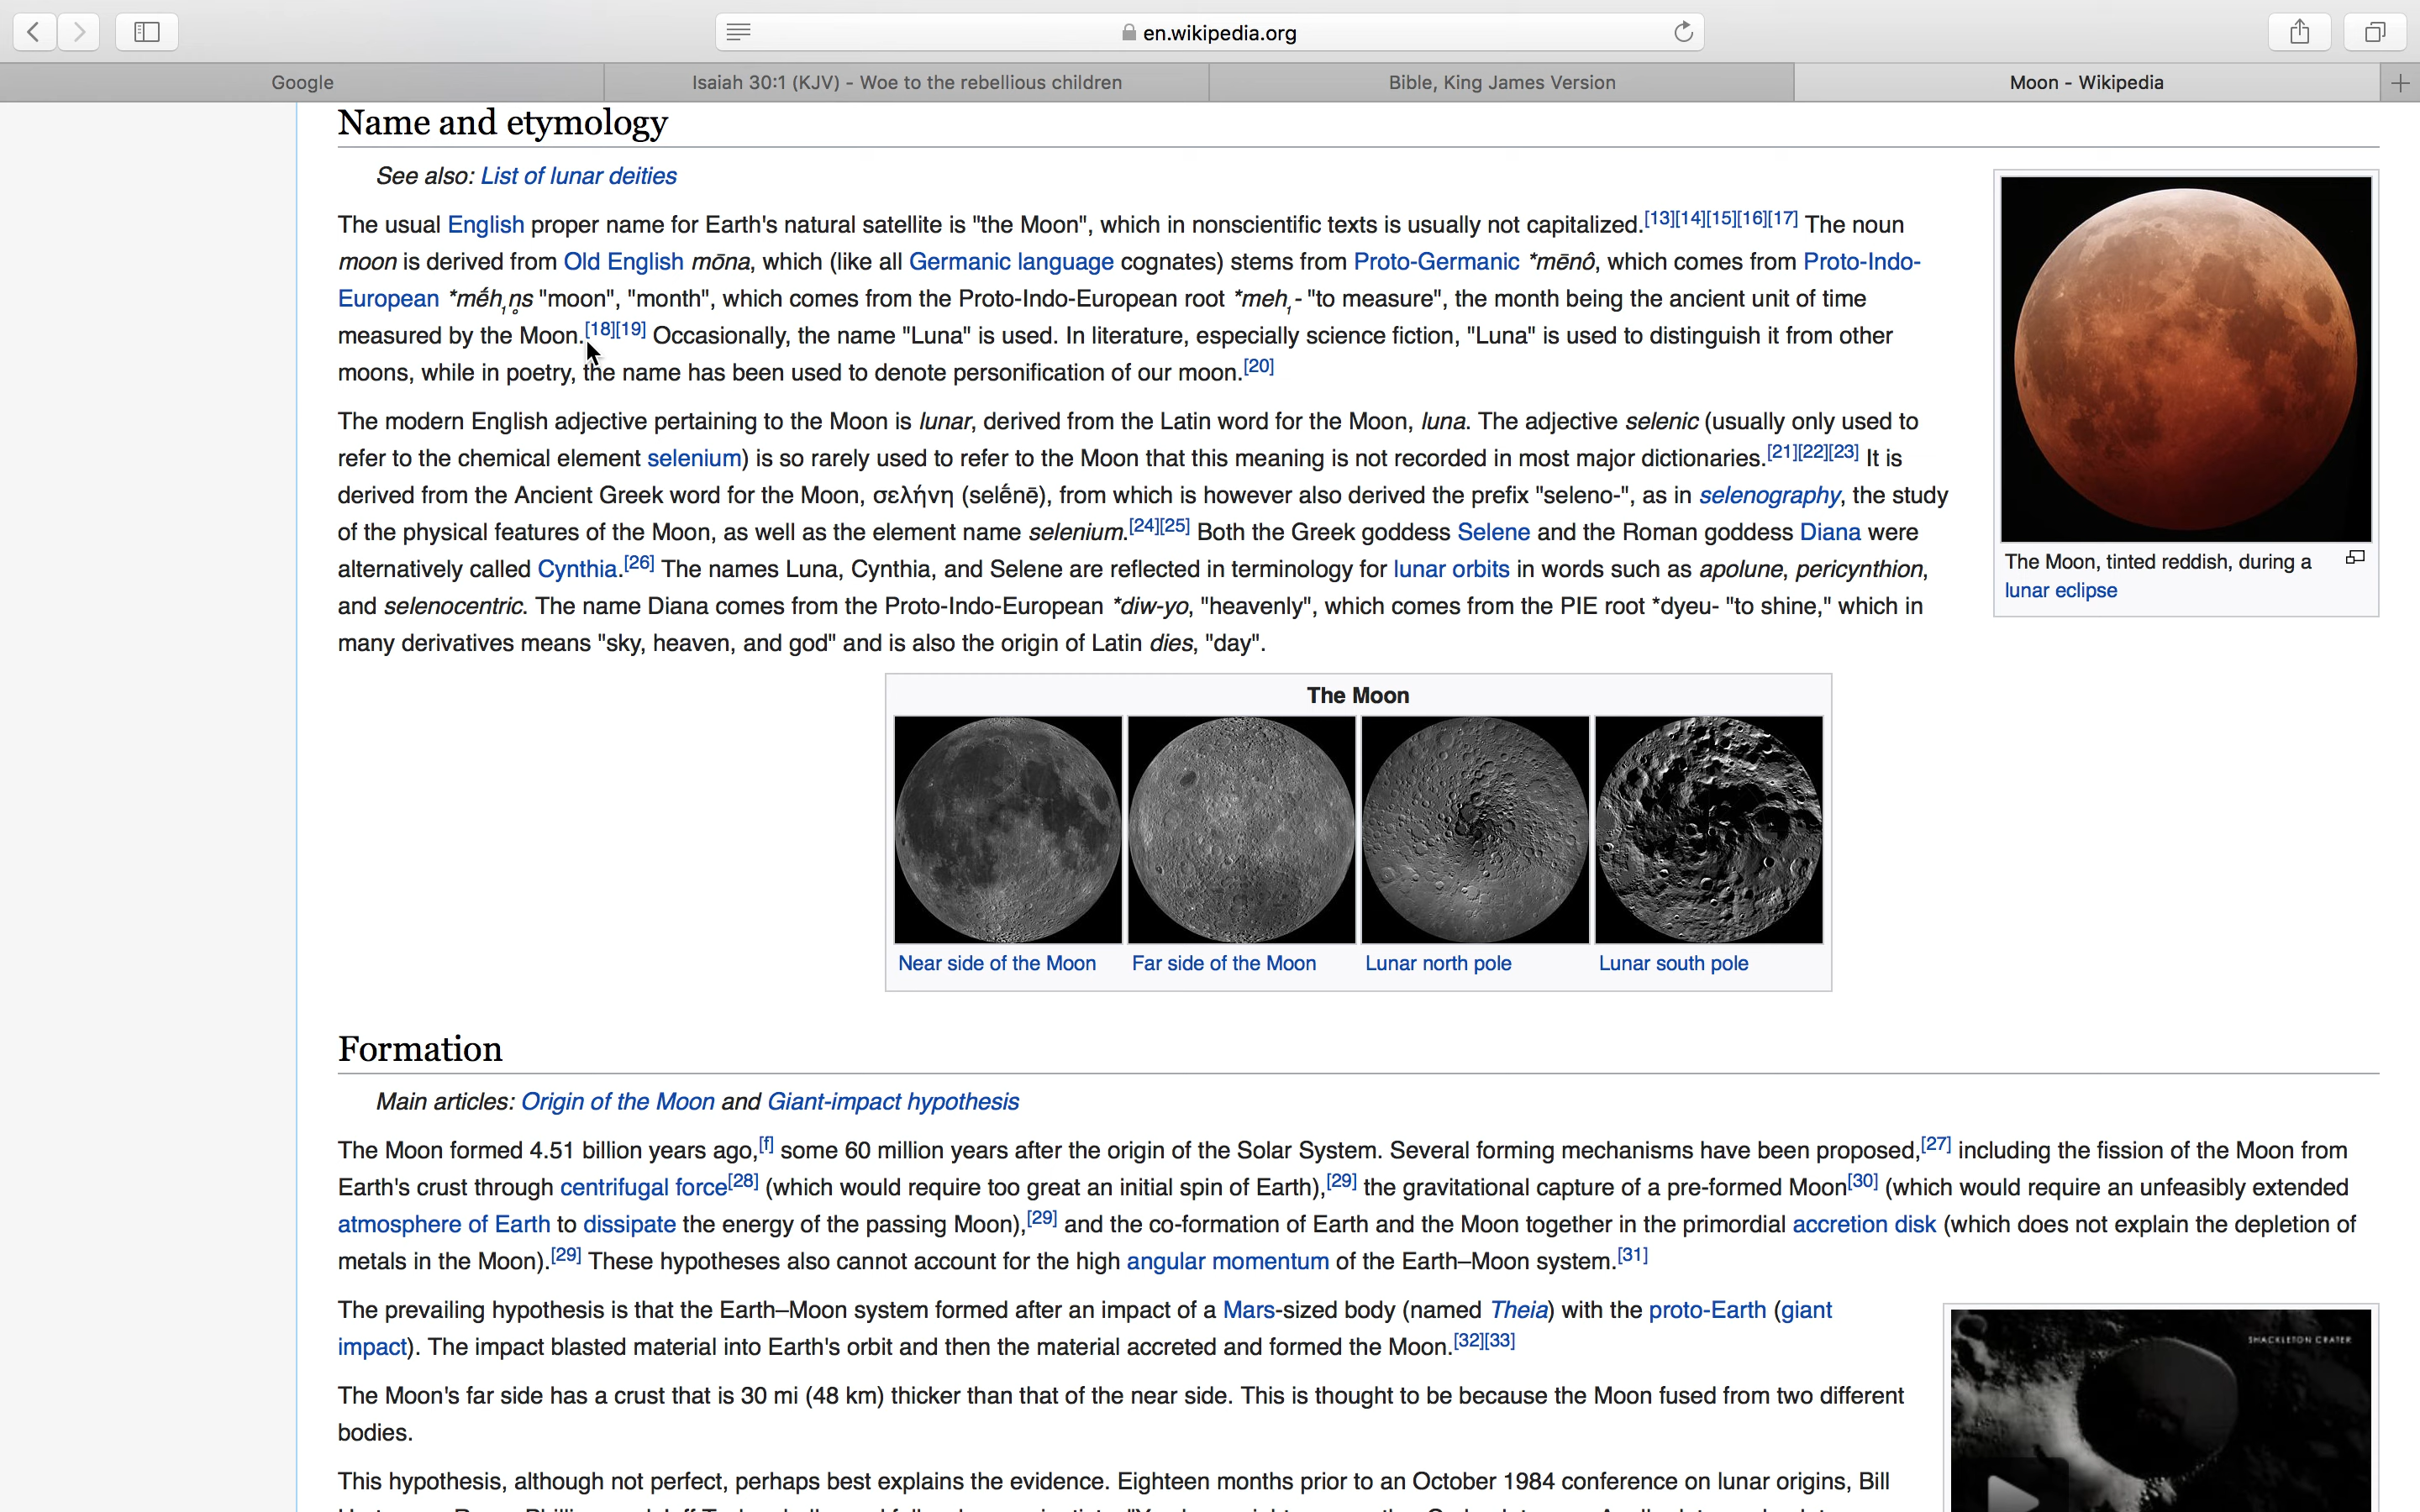 en.wikipedia.org
Google
Isaiah 30:1 (KJV) - Woe to the rebellious children
Bible, King James Version
Moon - Wikipedia
Name and etymology
See also: List of lunar deities
The usual English proper name for Earth's natural satellite is "the Moon", which in nonscientific texts is usually not capitalized.[13][14][15][16][17] The noun
moon is derived from Old English mōna, which (like all Germanic language cognates) stems from Proto-Germanic *mēnô, which comes from Proto-Indo-
European *mḗh₁n̥s "moon", "month", which comes from the Proto-Indo-European root *meh₁- "to measure", the month being the ancient unit of time
measured by the Moon.[18][19] Occasionally, the name "Luna" is used. In literature, especially science fiction, "Luna" is used to distinguish it from other
moons, while in poetry, the name has been used to denote personification of our moon.[20]
The modern English adjective pertaining to the Moon is lunar, derived from the Latin word for the Moon, luna. The adjective selenic (usually only used to
refer to the chemical element selenium) is so rarely used to refer to the Moon that this meaning is not recorded in most major dictionaries.[21][22][23] It is
derived from the Ancient Greek word for the Moon, σελήνη (selḗnē), from which is however also derived the prefix "seleno-", as in selenography, the study
of the physical features of the Moon, as well as the element name selenium.[24][25] Both the Greek goddess Selene and the Roman goddess Diana were
alternatively called Cynthia.[26] The names Luna, Cynthia, and Selene are reflected in terminology for lunar orbits in words such as apolune, pericynthion,
and selenocentric. The name Diana comes from the Proto-Indo-European *diw-yo, "heavenly", which comes from the PIE root *dyeu- "to shine," which in
many derivatives means "sky, heaven, and god" and is also the origin of Latin dies, "day".
The Moon, tinted reddish, during a
lunar eclipse
The Moon
Near side of the Moon
Far side of the Moon
Lunar north pole
Lunar south pole
Formation
Main articles: Origin of the Moon and Giant-impact hypothesis
The Moon formed 4.51 billion years ago,[f] some 60 million years after the origin of the Solar System. Several forming mechanisms have been proposed,[27] including the fission of the Moon from
Earth's crust through centrifugal force[28] (which would require too great an initial spin of Earth),[29] the gravitational capture of a pre-formed Moon[30] (which would require an unfeasibly extended
atmosphere of Earth to dissipate the energy of the passing Moon),[29] and the co-formation of Earth and the Moon together in the primordial accretion disk (which does not explain the depletion of
metals in the Moon).[29] These hypotheses also cannot account for the high angular momentum of the Earth–Moon system.[31]
The prevailing hypothesis is that the Earth–Moon system formed after an impact of a Mars-sized body (named Theia) with the proto-Earth (giant
impact). The impact blasted material into Earth's orbit and then the material accreted and formed the Moon.[32][33]
The Moon's far side has a crust that is 30 mi (48 km) thicker than that of the near side. This is thought to be because the Moon fused from two different
bodies.
This hypothesis, although not perfect, perhaps best explains the evidence. Eighteen months prior to an October 1984 conference on lunar origins, Bill
SHACKLETON CRATER